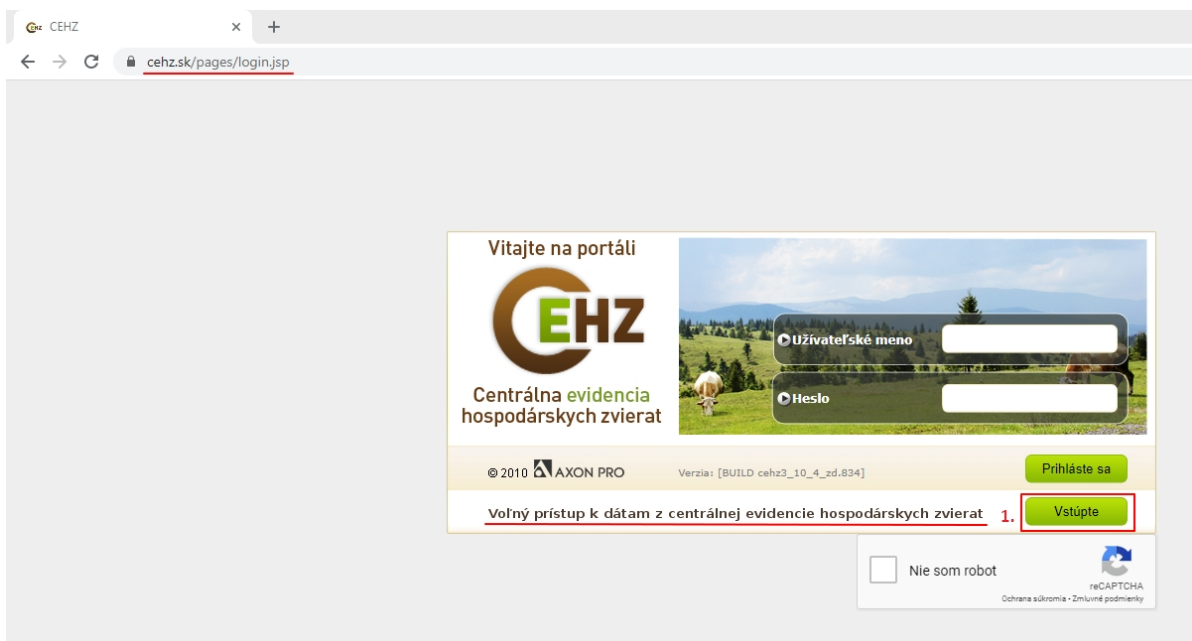 CEHZ
cehz.sk/pages/login.jsp
Vitajte na portáli
CEHZ
Centrálna evidencia
hospodárskych zvierat
Užívateľské meno
Heslo
© 2010 AXON PRO
Verzia: [BUILD cehz3_10_4_zd.834]
Prihláste sa
Voľný prístup k dátam z centrálnej evidencie hospodárskych zvierat
1.
Vstúpte
Nie som robot
reCAPTCHA
Ochrana súkromia - Zmluvné podmienky